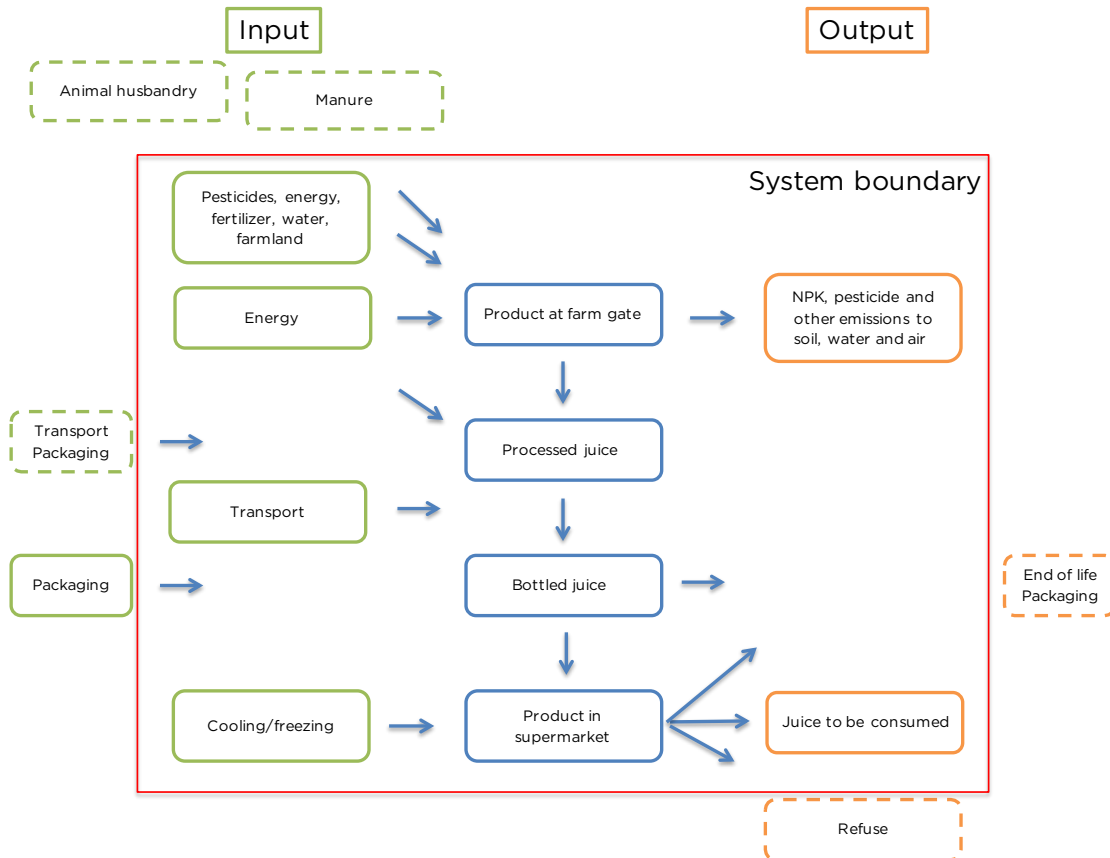 Input
Output
Animal husbandry
Manure
System boundary
Pesticides, energy,
fertilizer, water,
farmland
Energy
Product at farm gate
NPK, pesticide and
other emissions to
soil, water and air
Transport
Packaging
Processed juice
Transport
Packaging
Bottled juice
End of life
Packaging
Cooling/freezing
Product in
supermarket
Juice to be consumed
Refuse